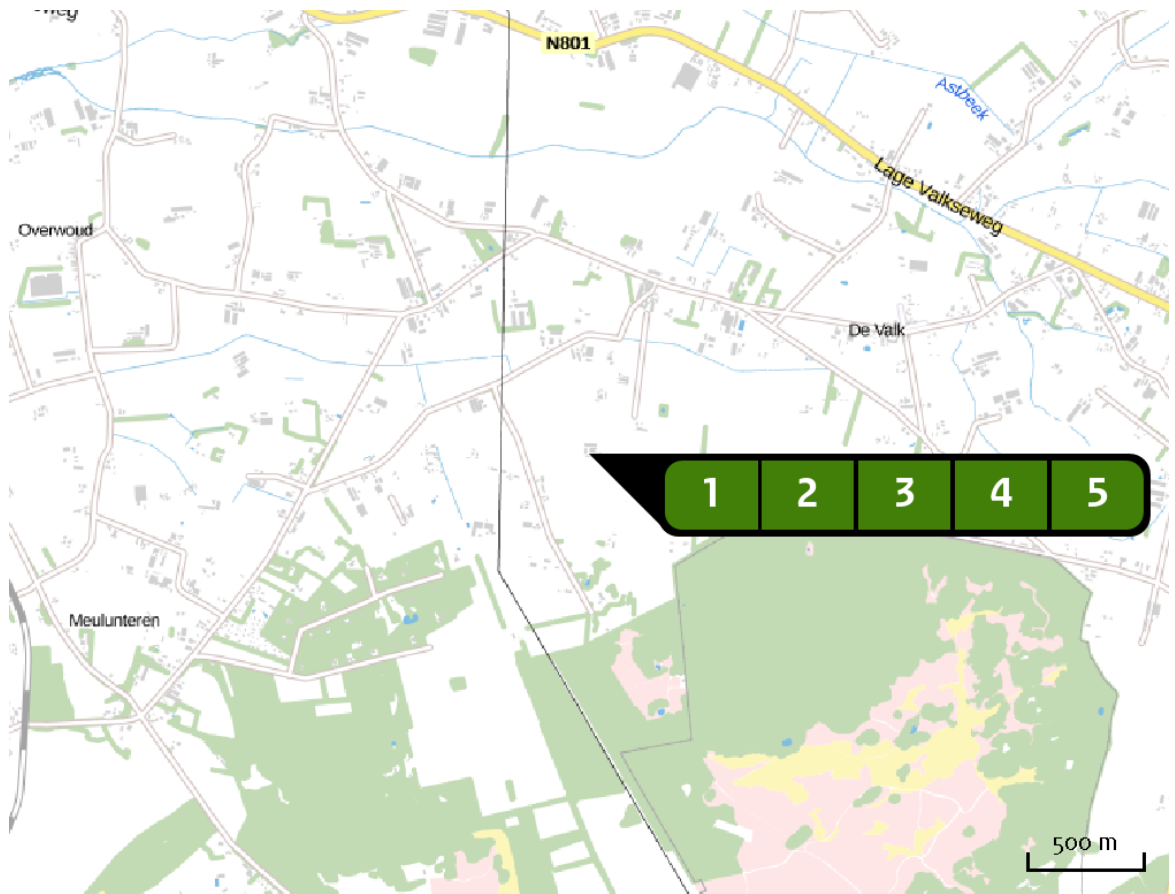 weg
N801
Astbeek
Lage Valkseweg
Overwoud
De Valk
1 2 3 4 5
Meulunteren
500 m